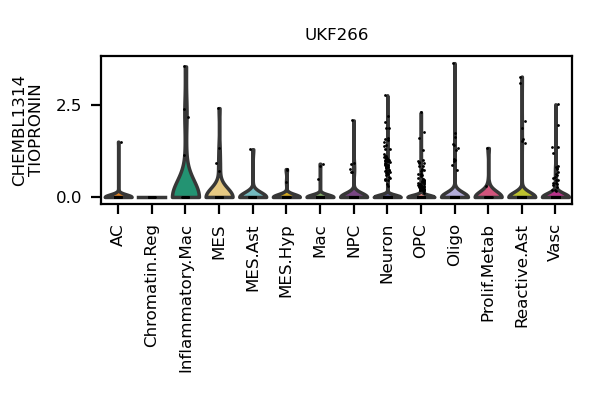 UKF266
CHEMBL1314
TIOPRONIN
2.5
0.0
AC
Chromatin.Reg
Inflammatory.Mac
MES
MES.Ast
MES.Hyp
Mac
NPC
Neuron
OPC
Oligo
Prolif.Metab
Reactive.Ast
Vasc